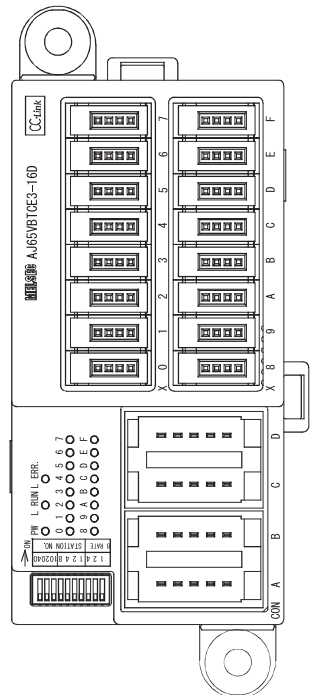 CC-Link
MELSEC AJ65VBTCE3-16D
X 0 1 2 3 4 5 6 7
X 8 9 A B C D E F
PW L RUN L ERR.
0 1 2 3 4 5 6 7
8 9 A B C D E F
ON
STATION NO. B RATE
40 20 10 8 4 2 1 4 2 1
CON A B C D